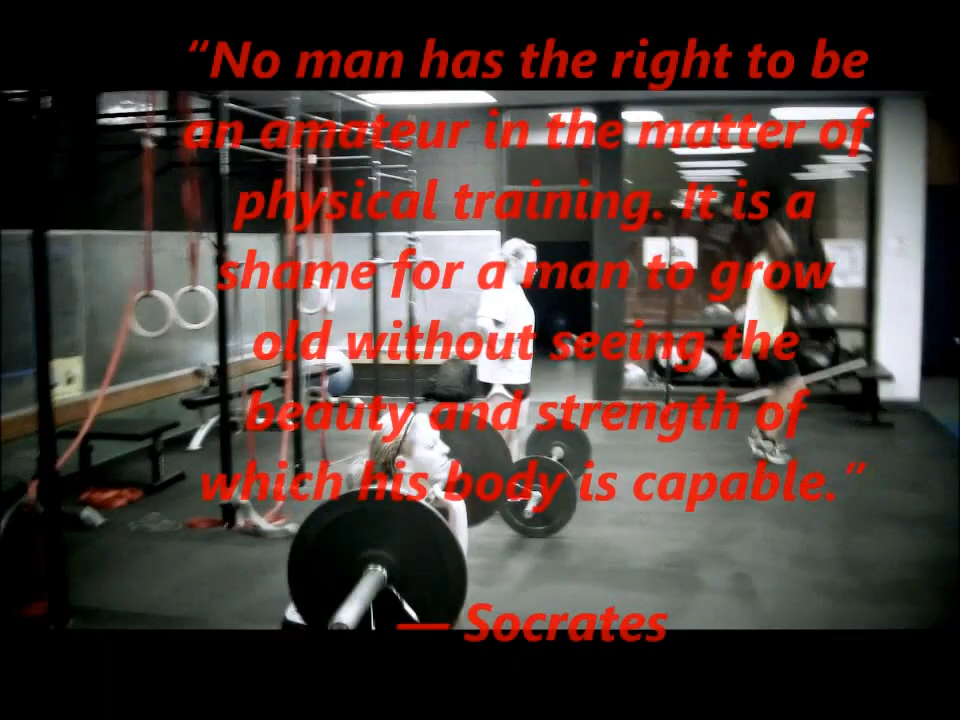 “No man has the right to be
an amateur in the matter of
physical training. It is a
shame for a man to grow
old without seeing the
beauty and strength of
which his body is capable.”
— Socrates